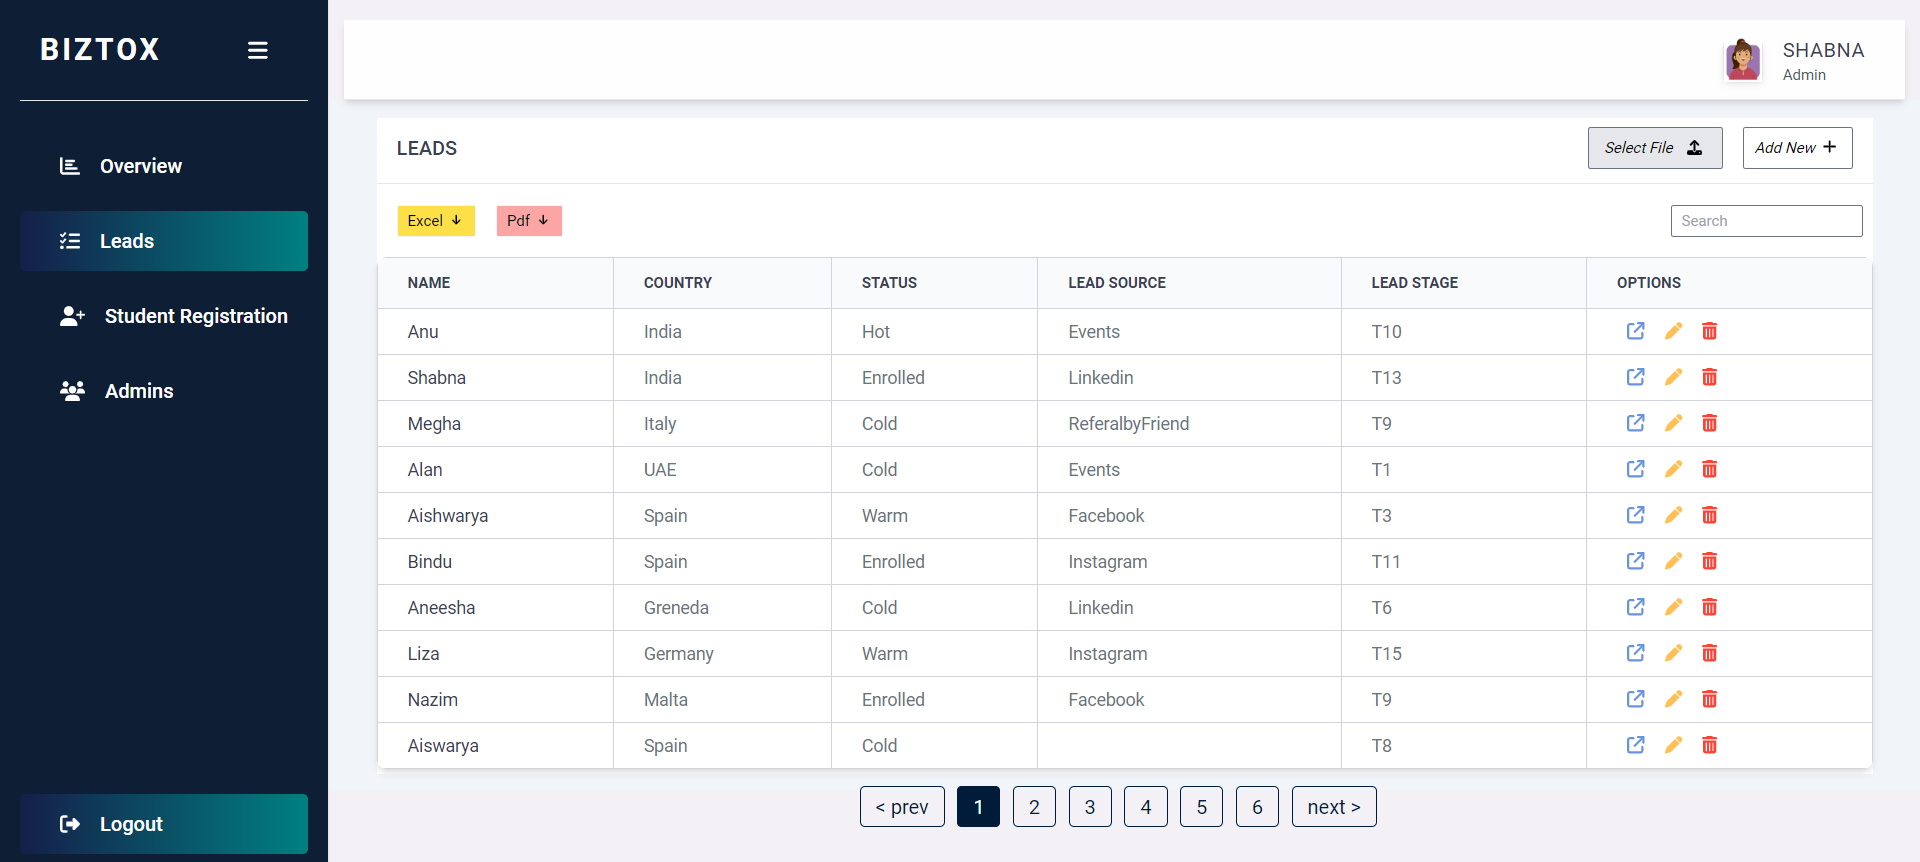 BIZTOX
Overview
Leads
Student Registration
Admins
Logout
SHABNA
Admin
LEADS
Select File
Add New +
Excel ↓
Pdf ↓
Search
NAME COUNTRY STATUS LEAD SOURCE LEAD STAGE OPTIONS
Anu India Hot Events T10
Shabna India Enrolled Linkedin T13
Megha Italy Cold ReferalbyFriend T9
Alan UAE Cold Events T1
Aishwarya Spain Warm Facebook T3
Bindu Spain Enrolled Instagram T11
Aneesha Greneda Cold Linkedin T6
Liza Germany Warm Instagram T15
Nazim Malta Enrolled Facebook T9
Aiswarya Spain Cold T8
< prev 1 2 3 4 5 6 next >